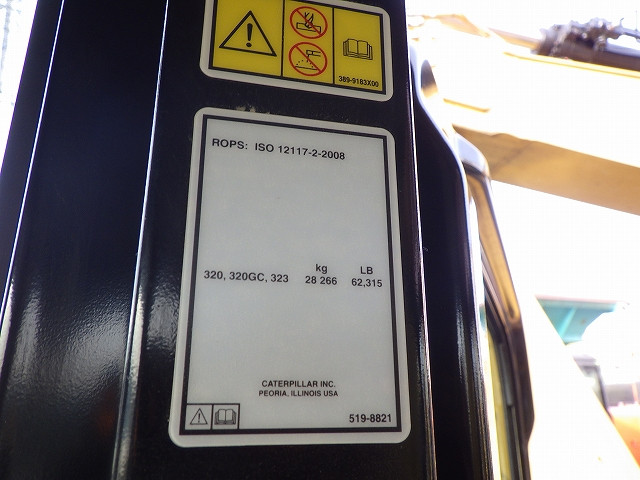 389-9183X00
ROPS: ISO 12117-2-2008
kg LB
320, 320GC, 323 28 266 62,315
CATERPILLAR INC.
PEORIA, ILLINOIS USA
519-8821